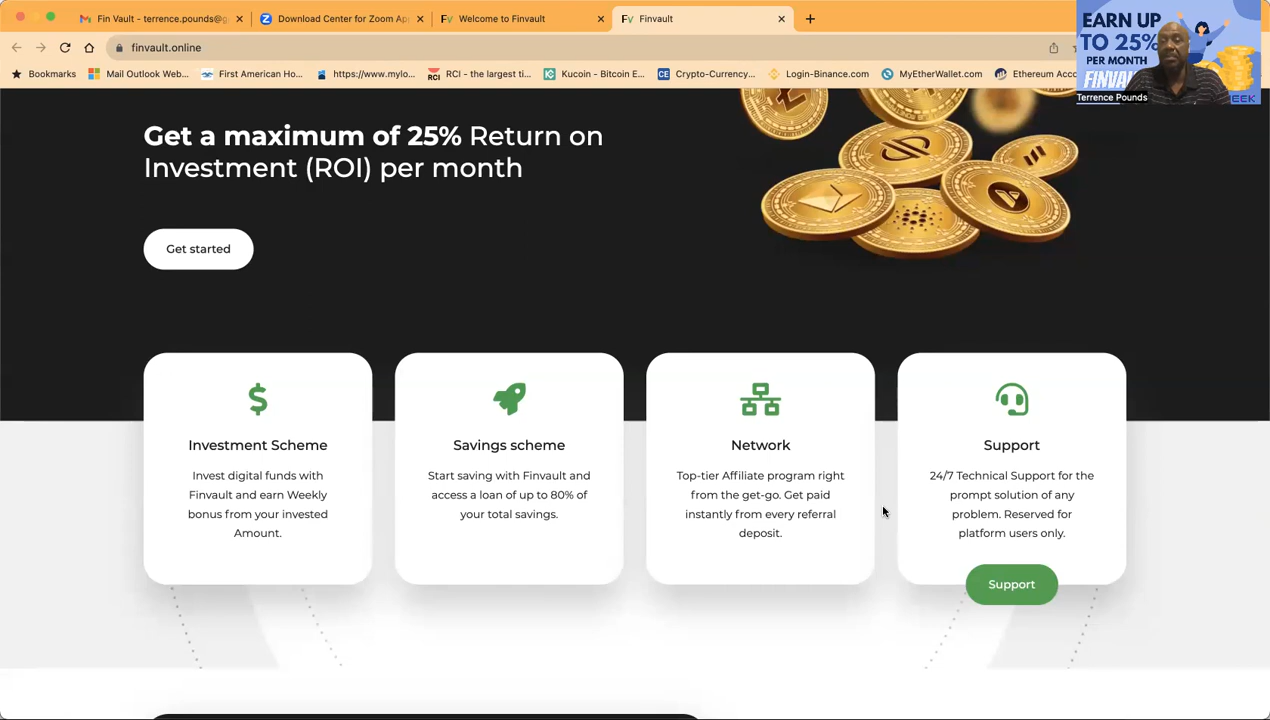 Fin Vault - terrence.pounds@g
Download Center for Zoom Ap
Welcome to Finvault
Finvault
finvault.online
Bookmarks
Mail Outlook Web...
First American Ho...
https://www.mylo...
RCI - the largest ti...
Kucoin - Bitcoin E...
Crypto-Currency...
Login-Binance.com
MyEtherWallet.com
Ethereum Acc
EARN UP
TO 25%
PER MONTH
FINVAU
Terrence Pounds
EEK
Get a maximum of 25% Return on
Investment (ROI) per month
Get started
Investment Scheme
Invest digital funds with
Finvault and earn Weekly
bonus from your invested
Amount.
Savings scheme
Start saving with Finvault and
access a loan of up to 80% of
your total savings.
Network
Top-tier Affiliate program right
from the get-go. Get paid
instantly from every referral
deposit.
Support
24/7 Technical Support for the
prompt solution of any
problem. Reserved for
platform users only.
Support